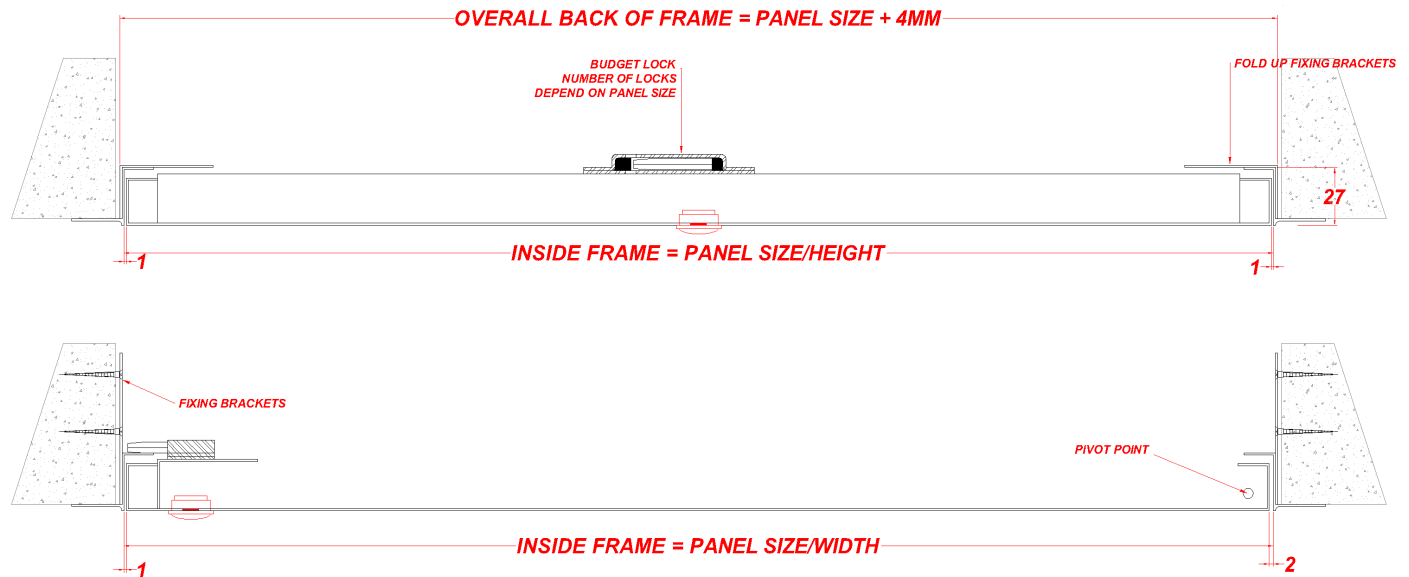 OVERALL BACK OF FRAME = PANEL SIZE + 4MM
BUDGET LOCK
NUMBER OF LOCKS
DEPEND ON PANEL SIZE
FOLD UP FIXING BRACKETS
27
INSIDE FRAME = PANEL SIZE/HEIGHT
1
1
FIXING BRACKETS
PIVOT POINT
INSIDE FRAME = PANEL SIZE/WIDTH
1
2